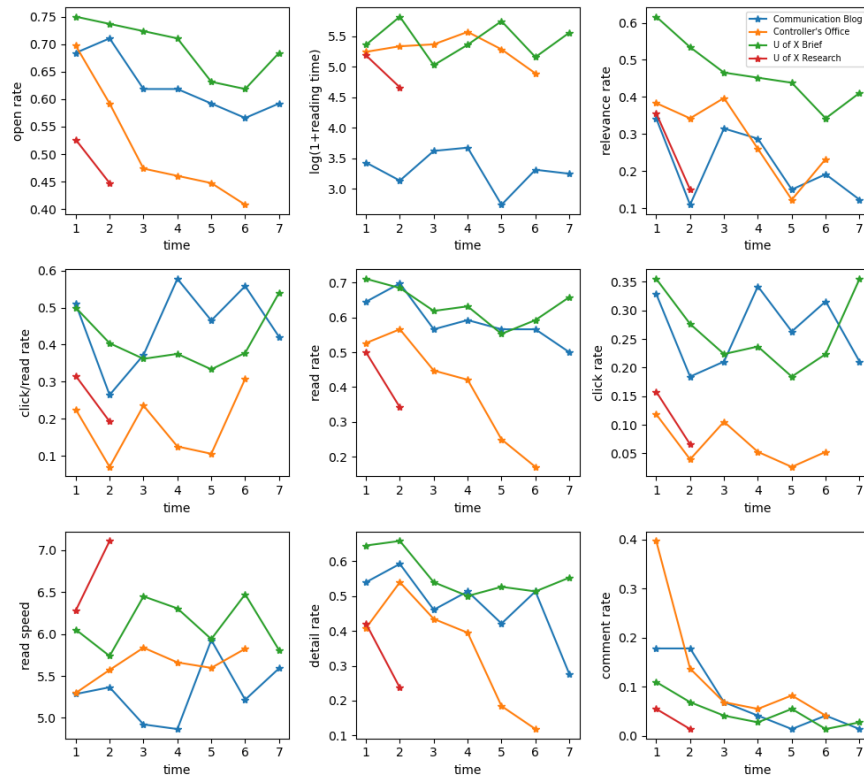 open rate
0.75
0.70
0.65
0.60
0.55
0.50
0.45
0.40
1 2 3 4 5 6 7
time
log(1+reading time)
5.5
5.0
4.5
4.0
3.5
3.0
1 2 3 4 5 6 7
time
relevance rate
0.6
0.5
0.4
0.3
0.2
0.1
1 2 3 4 5 6 7
time
Communication Blog
Controller's Office
U of X Brief
U of X Research
click/read rate
0.6
0.5
0.4
0.3
0.2
0.1
1 2 3 4 5 6 7
time
read rate
0.7
0.6
0.5
0.4
0.3
0.2
1 2 3 4 5 6 7
time
click rate
0.35
0.30
0.25
0.20
0.15
0.10
0.05
1 2 3 4 5 6 7
time
read speed
7.0
6.5
6.0
5.5
5.0
1 2 3 4 5 6 7
time
detail rate
0.6
0.5
0.4
0.3
0.2
0.1
1 2 3 4 5 6 7
time
comment rate
0.4
0.3
0.2
0.1
0.0
1 2 3 4 5 6 7
time